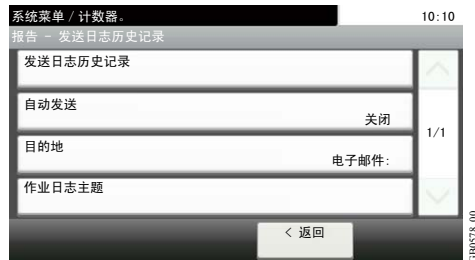 系统菜单 / 计数器。
10:10
报告 - 发送日志历史记录
发送日志历史记录
自动发送
关闭
1/1
目的地
电子邮件:
作业日志主题
< 返回
GB0578_00